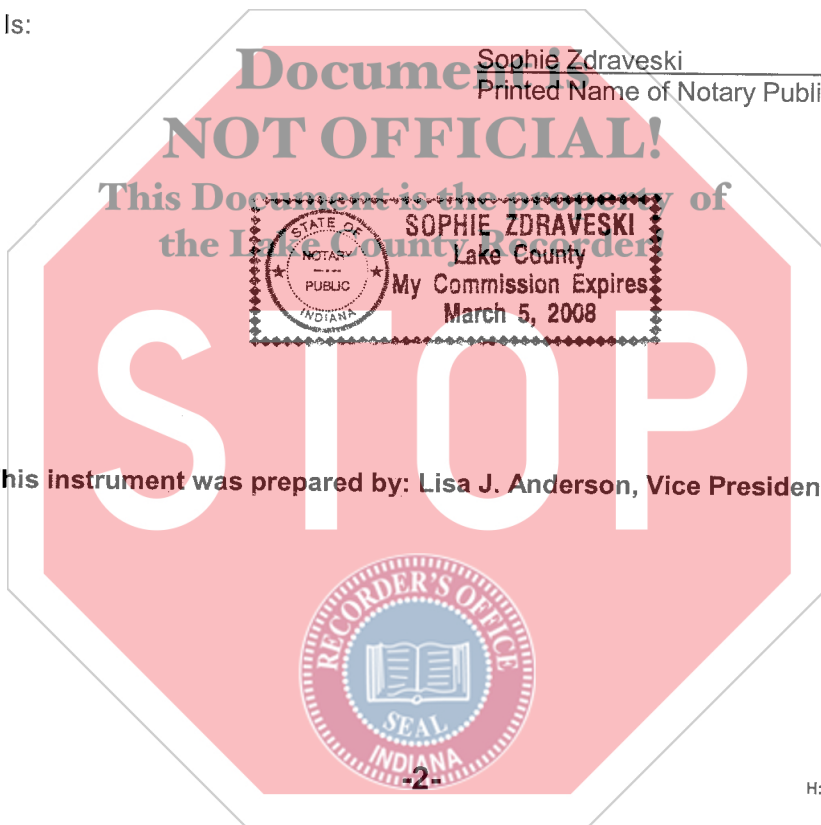 ls:
Document is
Sophie Zdraveski
Printed Name of Notary Publi
NOT OFFICIAL!
This Document is the property of
the Lake County Recorder!
STATE OF
NOTARY
PUBLIC
INDIANA
SOPHIE ZDRAVESKI
Lake County
My Commission Expires
March 5, 2008
STOP
his instrument was prepared by: Lisa J. Anderson, Vice Presiden
RECORDER'S OFFICE
SEAL
INDIANA
-2-
H: